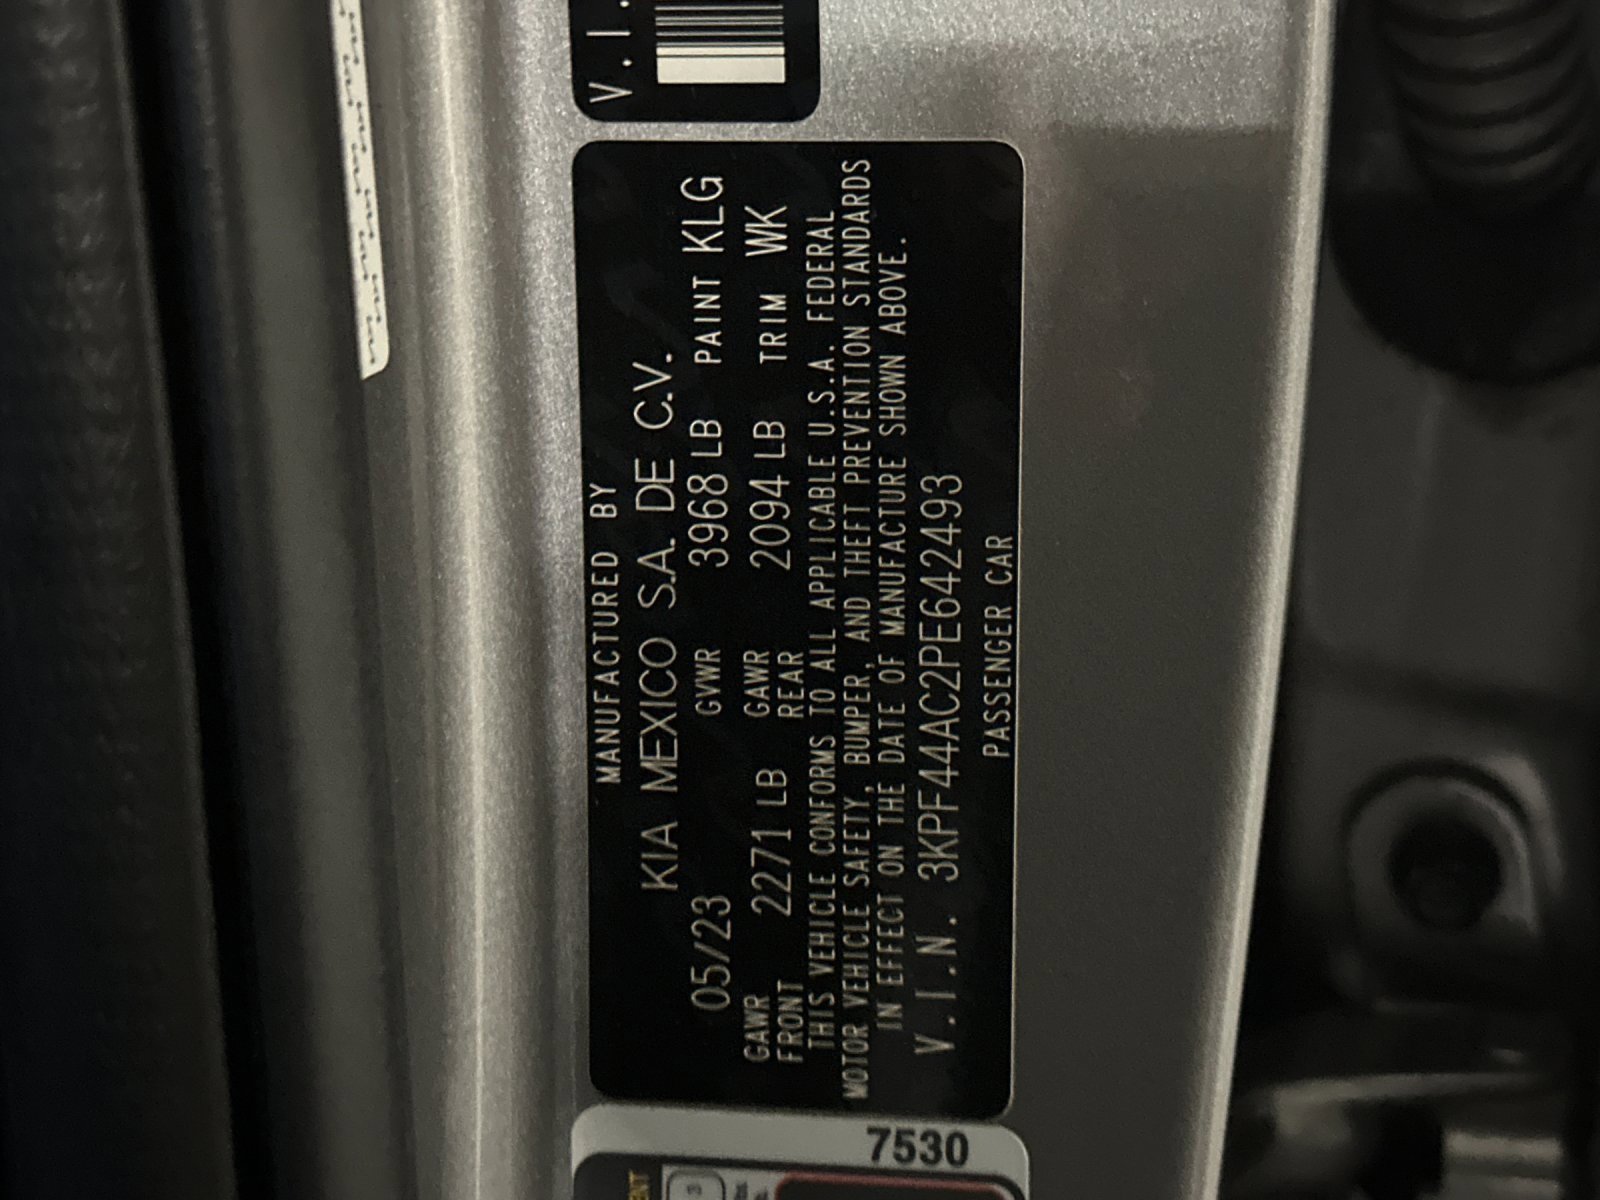 MANUFACTURED BY
KIA MEXICO S.A. DE C.V.
05/23 GVWR 3968 LB PAINT KLG
GAWR FRONT 2271 LB GAWR REAR 2094 LB TRIM WK
THIS VEHICLE CONFORMS TO ALL APPLICABLE U.S.A. FEDERAL
MOTOR VEHICLE SAFETY, BUMPER, AND THEFT PREVENTION STANDARDS
IN EFFECT ON THE DATE OF MANUFACTURE SHOWN ABOVE.
V.I.N. 3KPF44AC2PE642493
PASSENGER CAR
V.I.
7530
3